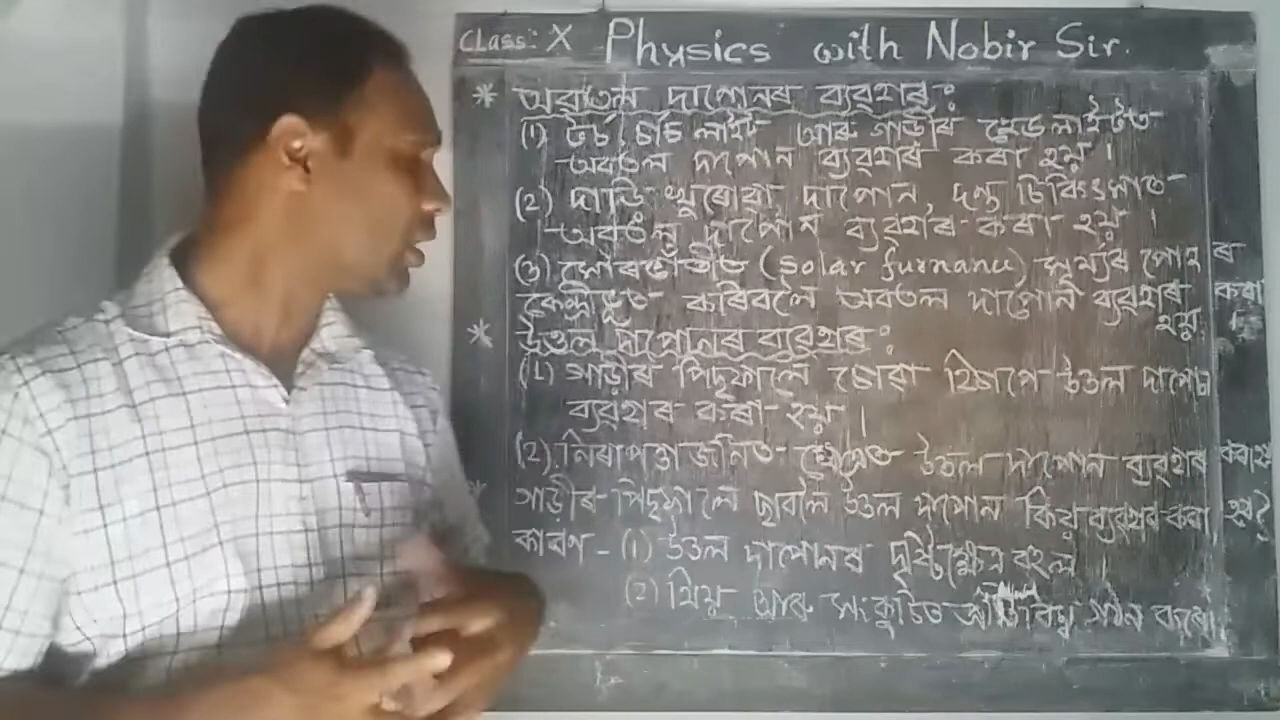 Class: X Physics with Nobir Sir.
* অৱতল দাপোনৰ ব্যৱহাৰ:
(1) টৰ্চ, চাৰ্চ লাইট আৰু গাড়ীৰ হেড লাইটত
অৱতল দাপোন ব্যৱহাৰ কৰা হয়।
(2) দাড়ি খুৰোৱা দাপোন, দন্ত চিকিৎসাত
অৱতল দাপোন ব্যৱহাৰ কৰা হয়।
(3) সৌৰভাতীত (Solar furnance) সূৰ্য্যৰ পোহৰ
কেন্দ্ৰীভূত কৰিবলৈ অৱতল দাপোন ব্যৱহাৰ কৰা
হয়।
* উত্তল দাপোনৰ ব্যৱহাৰ:
(1) গাড়ীৰ পিছফালে চোৱা হিচাপে উত্তল দাপোন
ব্যৱহাৰ কৰা হয়।
(2) নিৰাপত্তা জনিত ক্ষেত্ৰত উত্তল দাপোন ব্যৱহাৰ কৰা হয়
* গাড়ীৰ পিছফালে চাবলৈ উত্তল দাপোন কিয় ব্যৱহাৰ কৰা হয়?
কাৰণ - (1) উত্তল দাপোনৰ দৃষ্টিক্ষেত্ৰ বহল।
(2) থিয় আৰু সংকুচিত প্ৰতিবিম্ব গঠন কৰে।